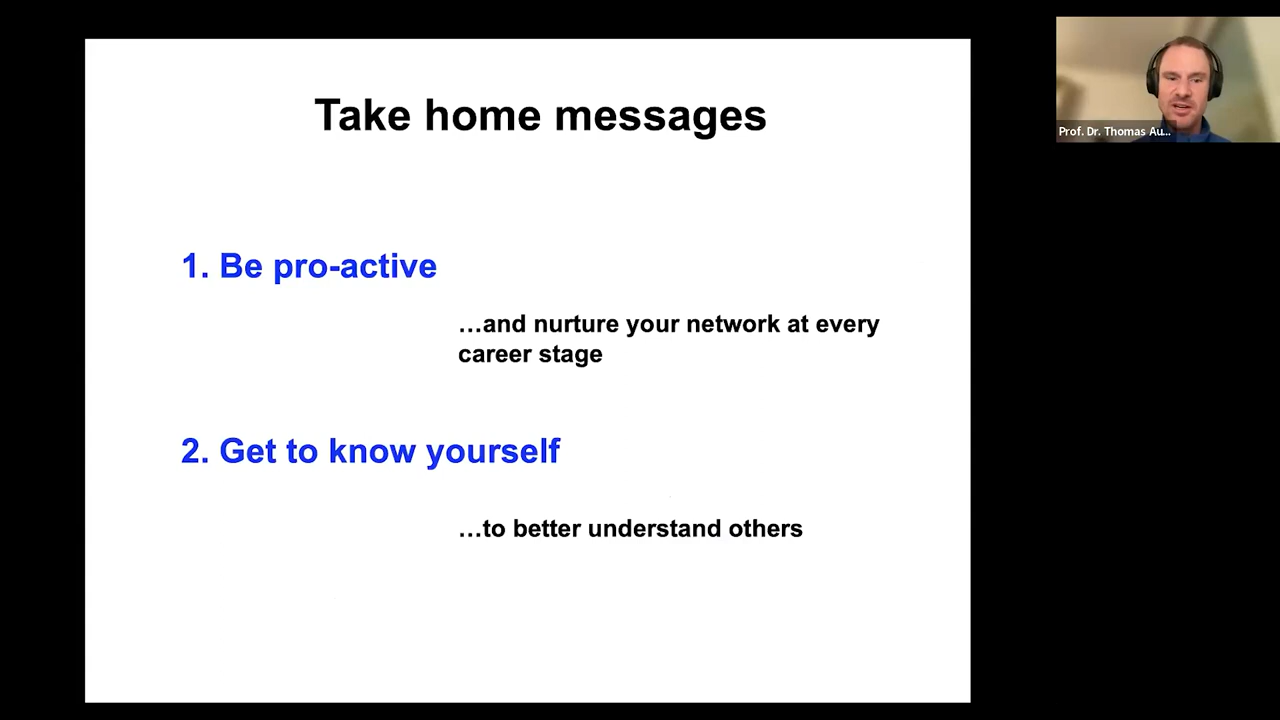 Take home messages
Prof. Dr. Thomas Au...
1. Be pro-active
…and nurture your network at every
career stage
2. Get to know yourself
…to better understand others